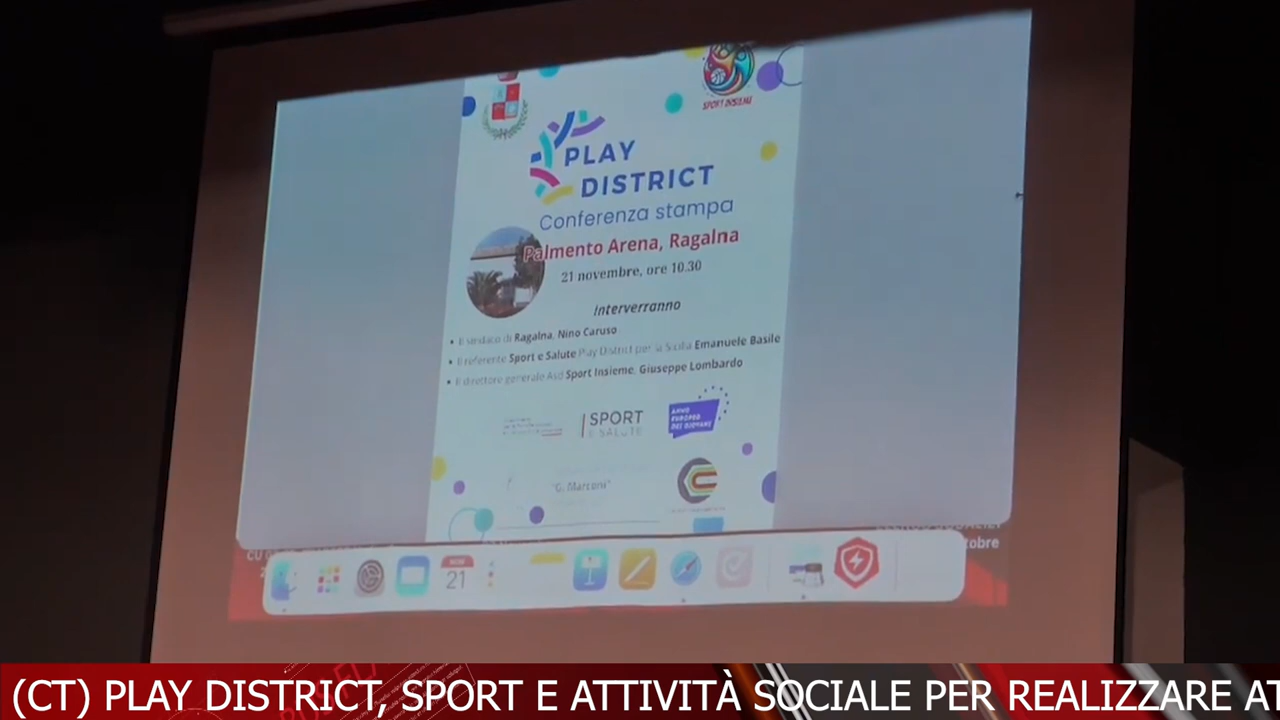 SPORT INSIEME
PLAY
DISTRICT
Conferenza stampa
Palmento Arena, Ragalna
21 novembre, ore 10.30
Interverranno
• Il sindaco di Ragalna, Nino Caruso
• Il referente Sport e Salute Play District per la Sicilia Emanuele Basile
• Il direttore generale Asd Sport Insieme, Giuseppe Lombardo
SPORT
E SALUTE
ANNO
EUROPEO
DEI GIOVANI
"G. Marconi"
tobre
21
(CT) PLAY DISTRICT, SPORT E ATTIVITÀ SOCIALE PER REALIZZARE AT